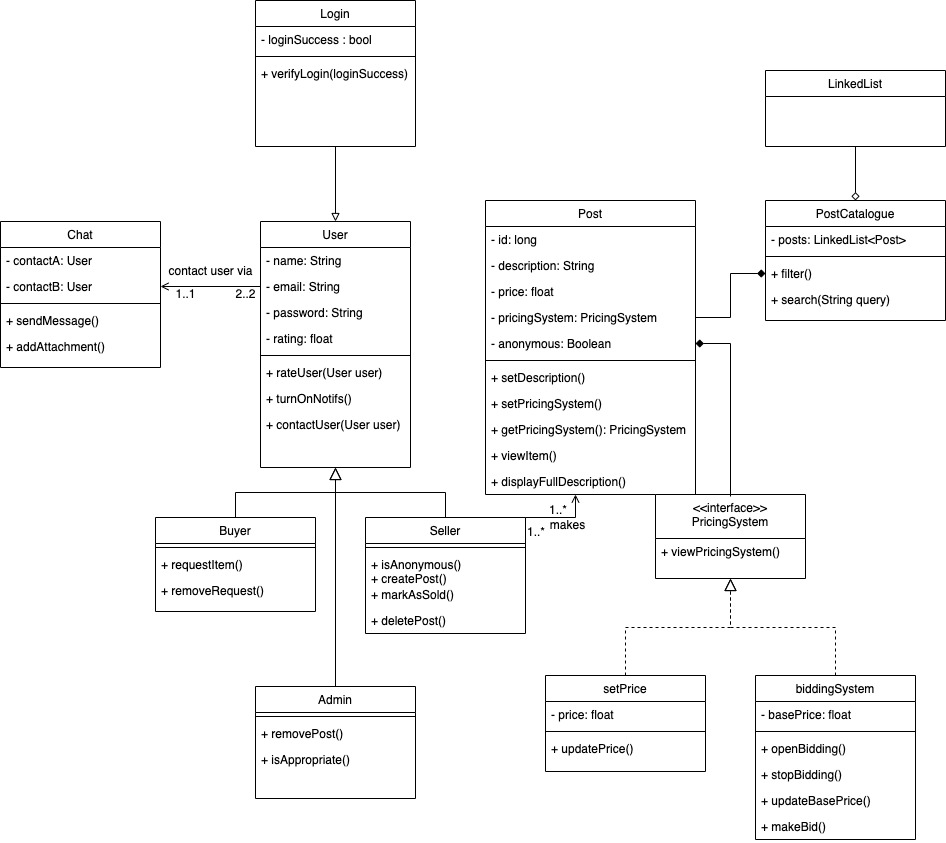 Login
- loginSuccess : bool
+ verifyLogin(loginSuccess)
LinkedList
PostCatalogue
- posts: LinkedList<Post>
+ filter()
+ search(String query)
Post
- id: long
- description: String
- price: float
- pricingSystem: PricingSystem
- anonymous: Boolean
+ setDescription()
+ setPricingSystem()
+ getPricingSystem(): PricingSystem
+ viewItem()
+ displayFullDescription()
Chat
- contactA: User
- contactB: User
+ sendMessage()
+ addAttachment()
contact user via
1..1
2..2
User
- name: String
- email: String
- password: String
- rating: float
+ rateUser(User user)
+ turnOnNotifs()
+ contactUser(User user)
Buyer
+ requestItem()
+ removeRequest()
Seller
+ isAnonymous()
+ createPost()
+ markAsSold()
+ deletePost()
1..*
makes
1..*
<<interface>>
PricingSystem
+ viewPricingSystem()
Admin
+ removePost()
+ isAppropriate()
setPrice
- price: float
+ updatePrice()
biddingSystem
- basePrice: float
+ openBidding()
+ stopBidding()
+ updateBasePrice()
+ makeBid()